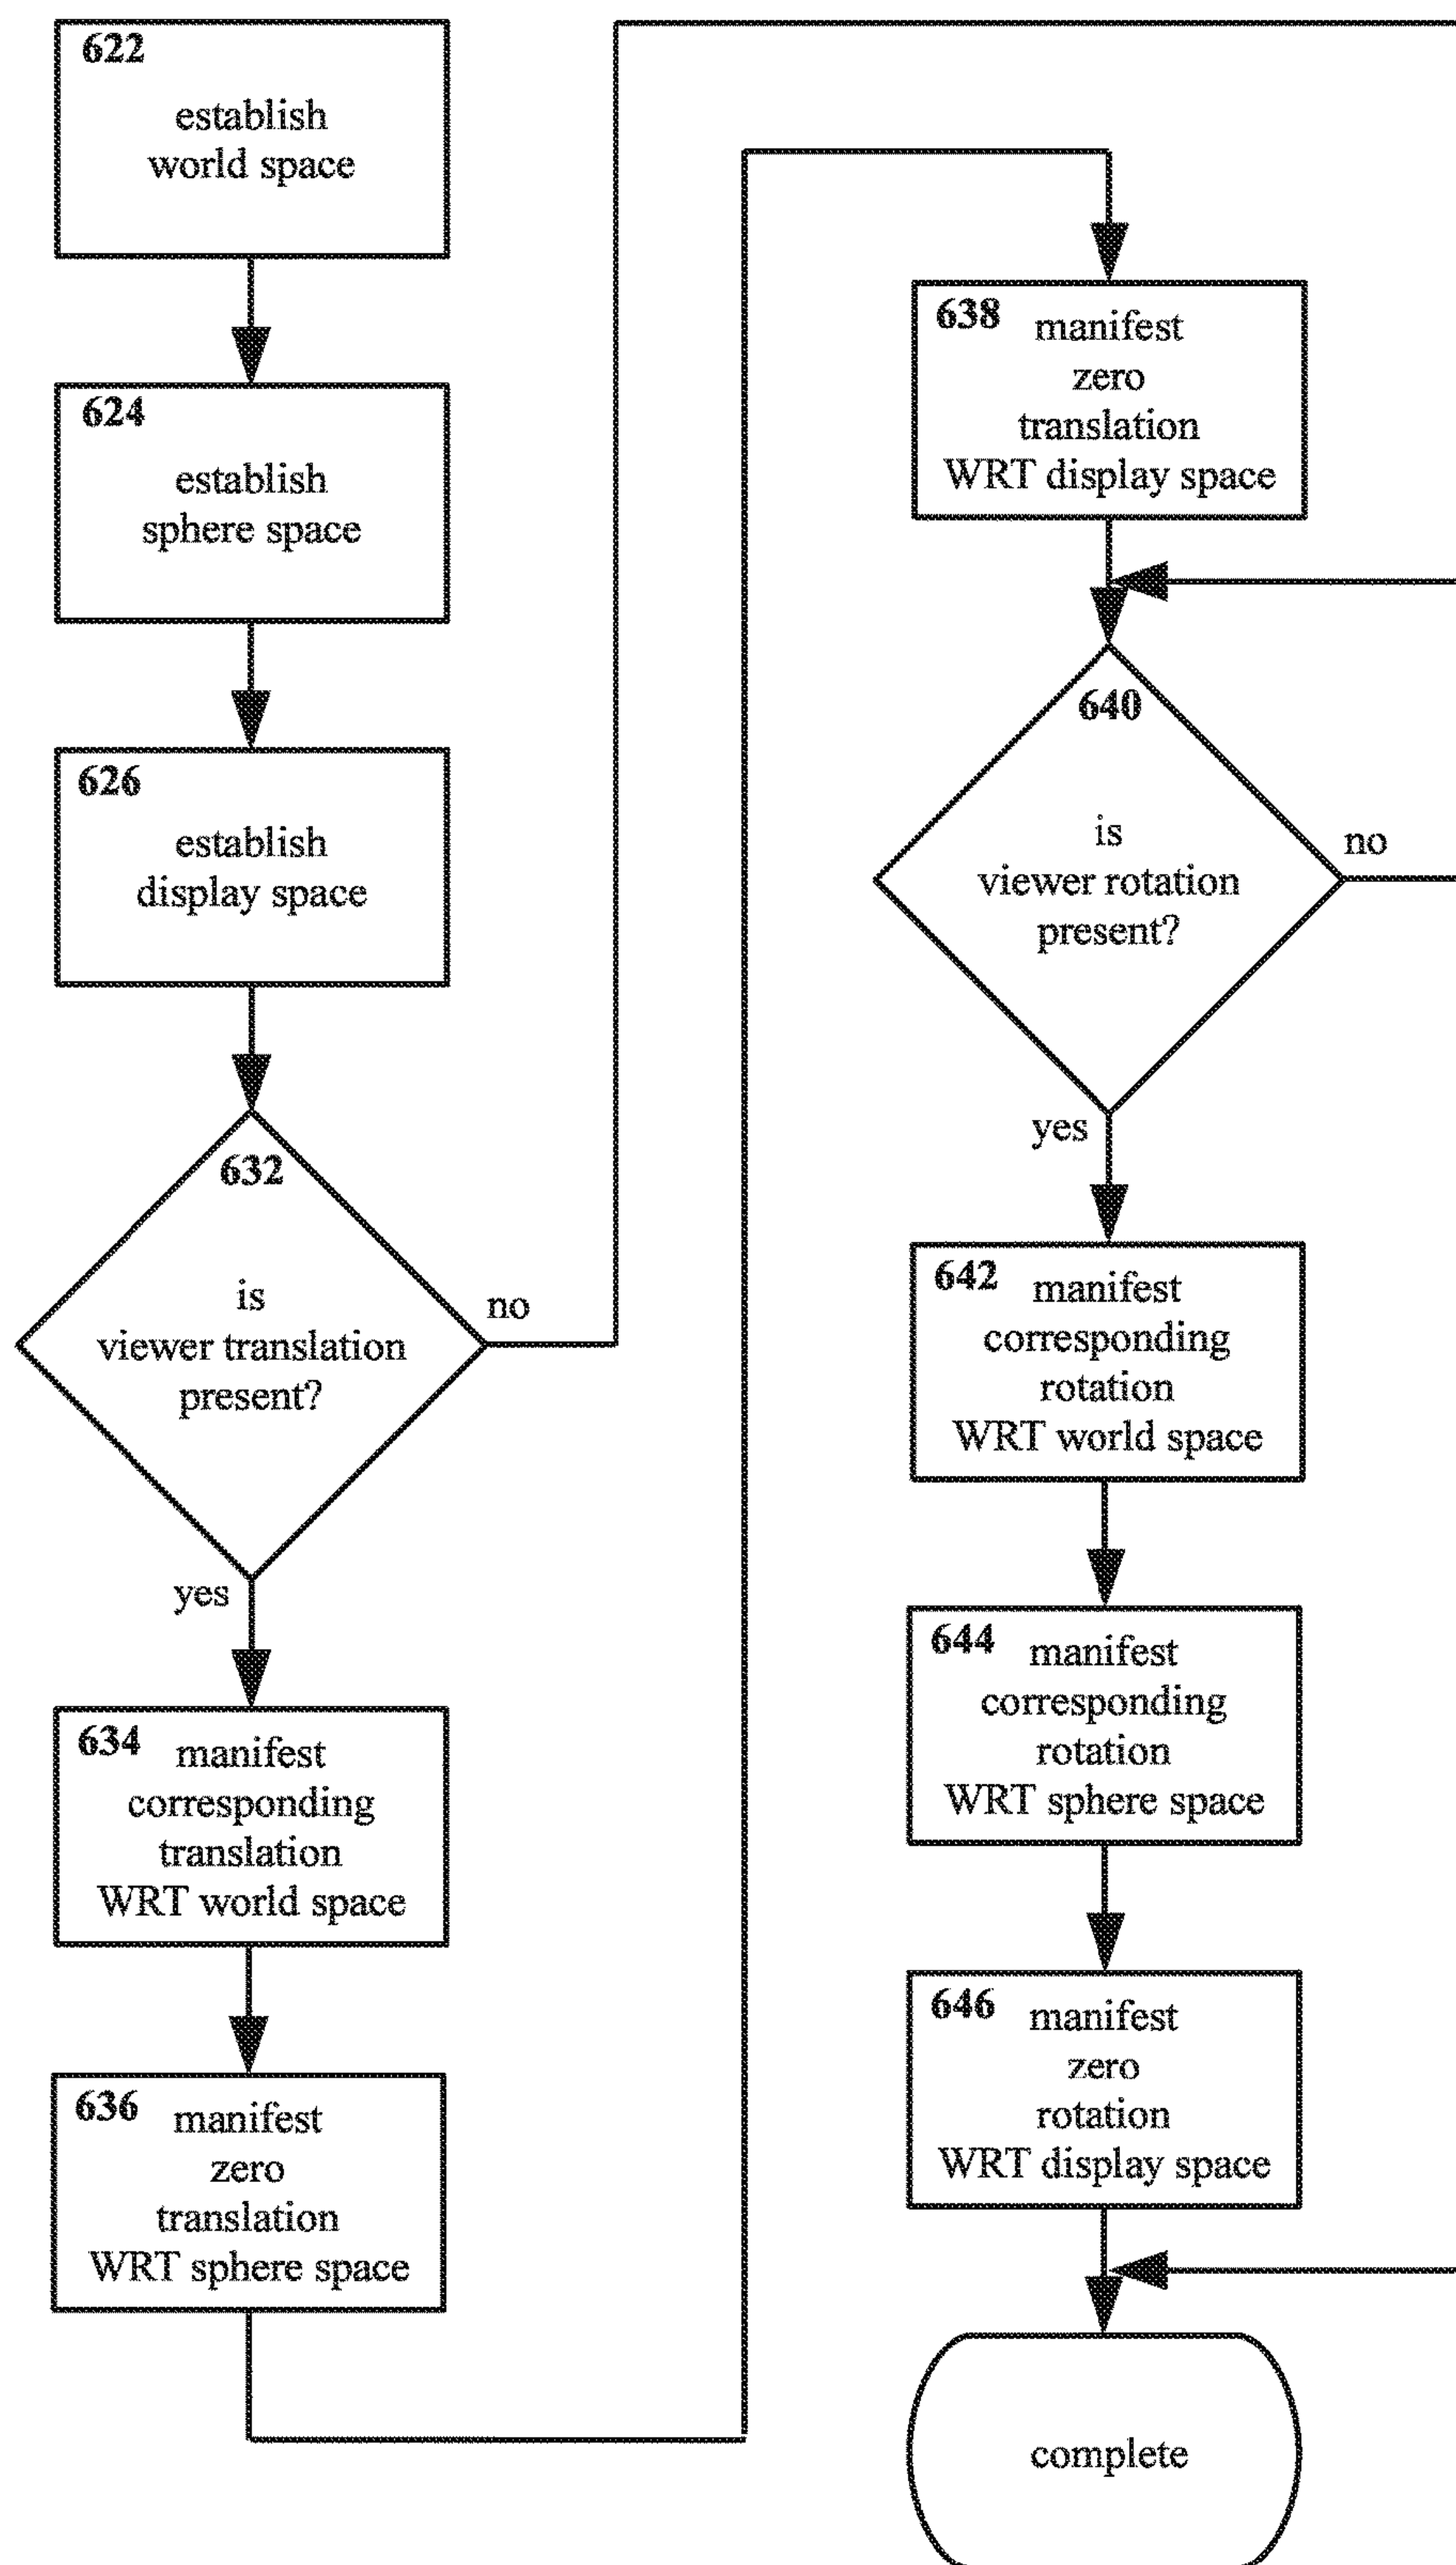 622
establish
world space
624
establish
sphere space
626
establish
display space
632
is
viewer translation
present?
no
yes
634 manifest
corresponding
translation
WRT world space
636 manifest
zero
translation
WRT sphere space
638 manifest
zero
translation
WRT display space
640
is
viewer rotation
present?
no
yes
642 manifest
corresponding
rotation
WRT world space
644 manifest
corresponding
rotation
WRT sphere space
646 manifest
zero
rotation
WRT display space
complete